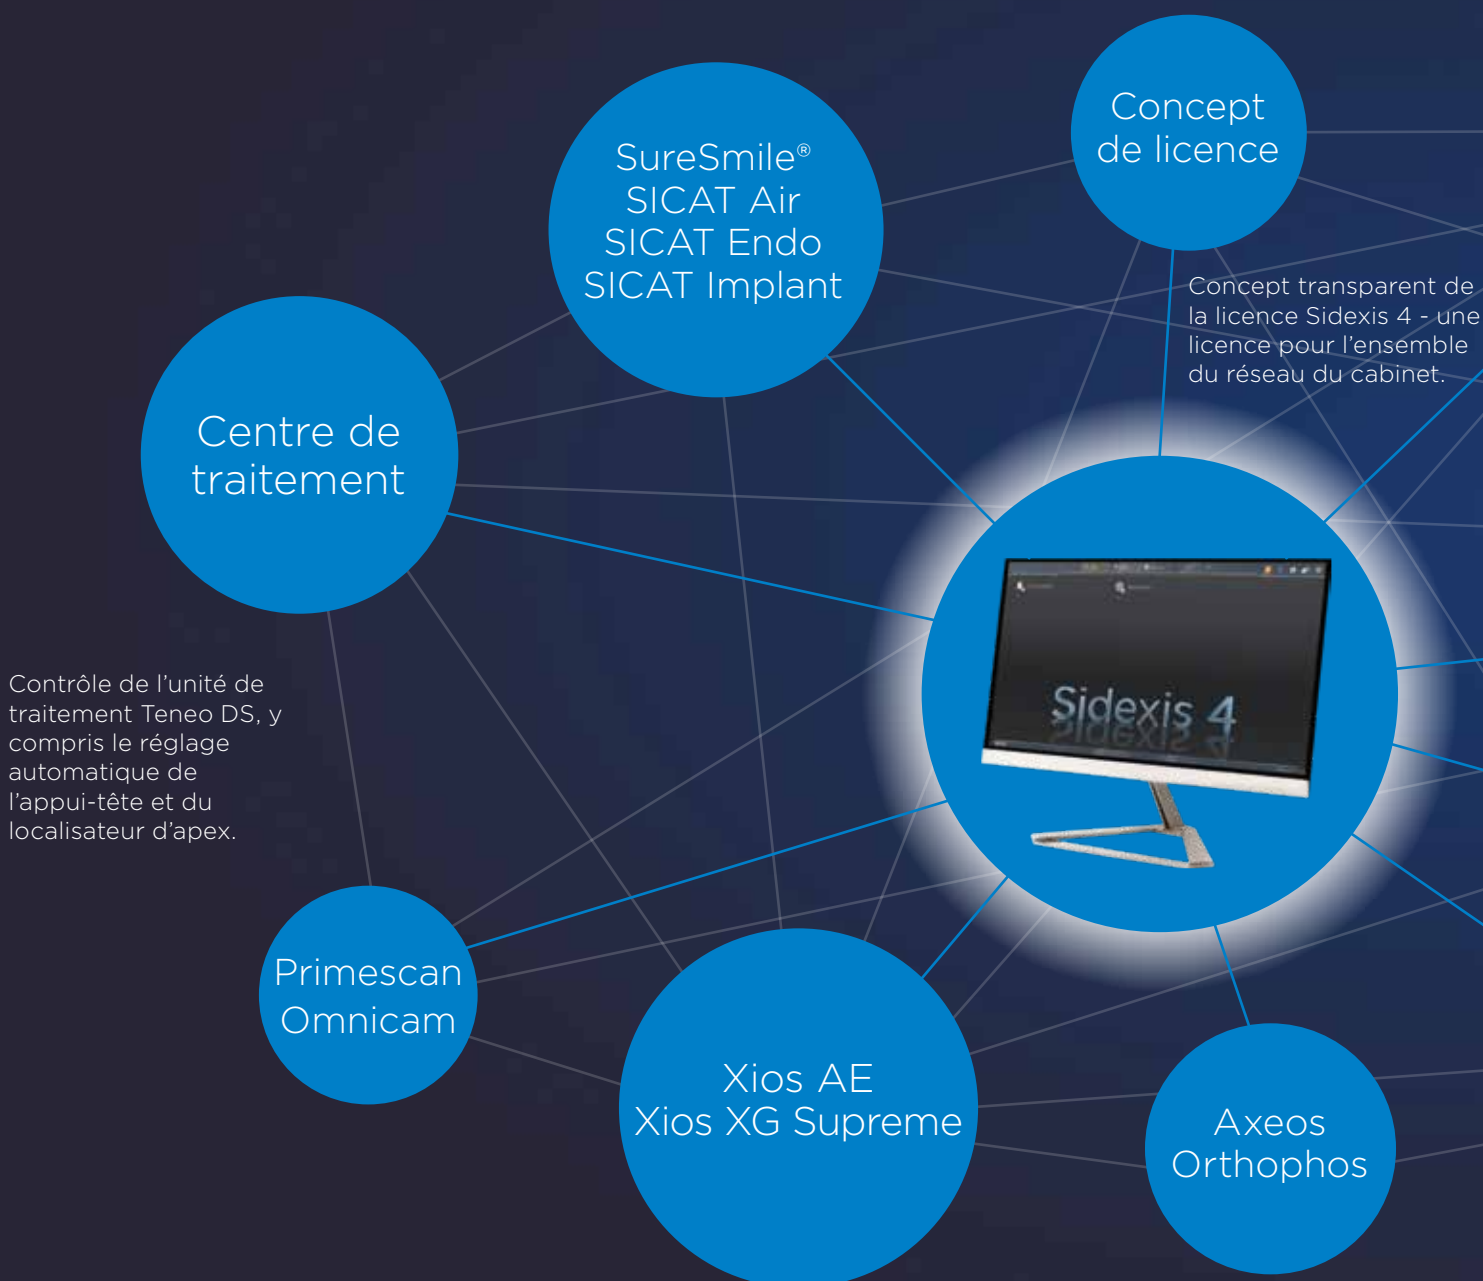 Concept
de licence
SureSmile®
SICAT Air
SICAT Endo
SICAT Implant
Concept transparent de
la licence Sidexis 4 - une
licence pour l'ensemble
du réseau du cabinet.
Centre de
traitement
Sidexis 4
Contrôle de l'unité de
traitement Teneo DS, y
compris le réglage
automatique de
l'appui-tête et du
localisateur d'apex.
Primescan
Omnicam
Xios AE
Xios XG Supreme
Axeos
Orthophos